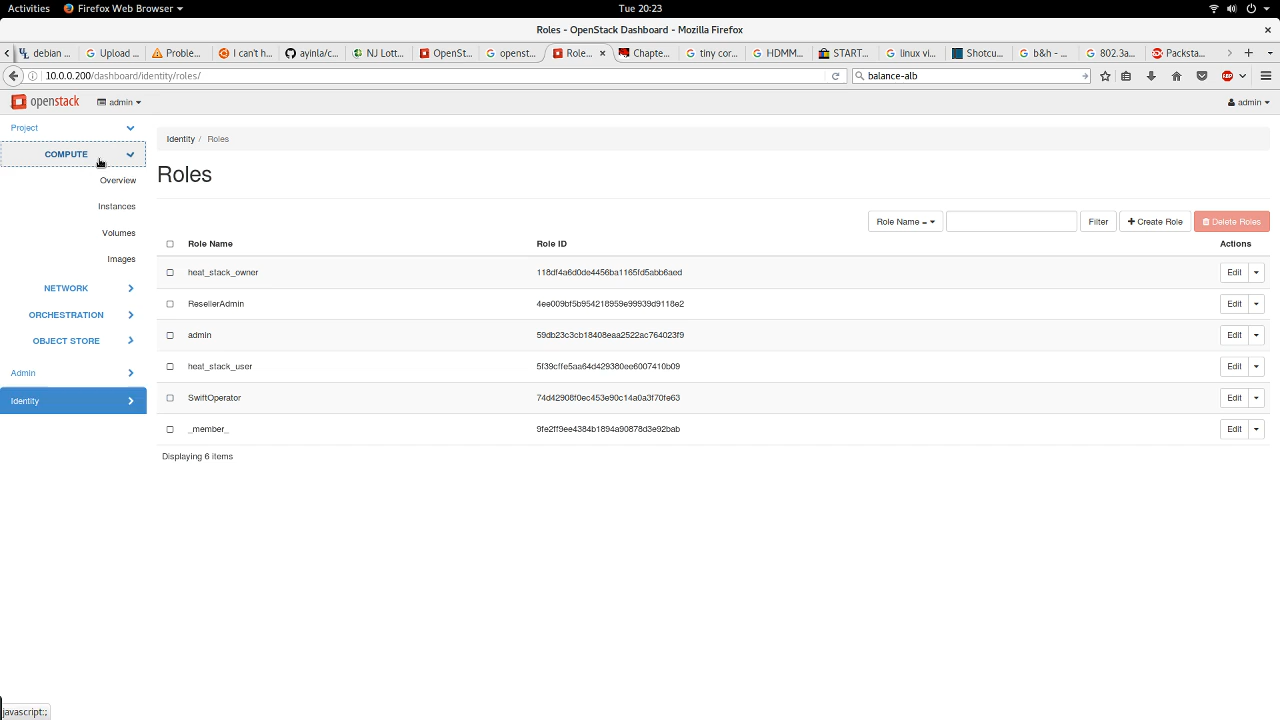 Activities Firefox Web Browser Tue 20:23
Roles - OpenStack Dashboard - Mozilla Firefox
debian ... Upload ... Proble... I can't h... ayinla/c... NJ Lott... OpenSt... openst... Role... Chapte... tiny cor... HDMM... START... linux vi... Shotcu... b&h - ... 802.3a... Packsta...
10.0.0.200/dashboard/identity/roles/ balance-alb
openstack admin admin
Project
COMPUTE
Overview
Instances
Volumes
Images
NETWORK
ORCHESTRATION
OBJECT STORE
Admin
Identity
Identity / Roles
Roles
Role Name = Filter + Create Role Delete Roles
Role Name Role ID Actions
heat_stack_owner 118df4a6d0de4456ba1165fd5abb6aed Edit
ResellerAdmin 4ee009bf5b954218959e99939d9118e2 Edit
admin 59db23c3cb18408eaa2522ac764023f9 Edit
heat_stack_user 5f39cffe5aa64d429380ee6007410b09 Edit
SwiftOperator 74d42908f0ec453e90c14a0a3f70fe63 Edit
_member_ 9fe2ff9ee4384b1894a90878d3e92bab Edit
Displaying 6 items
javascript:;